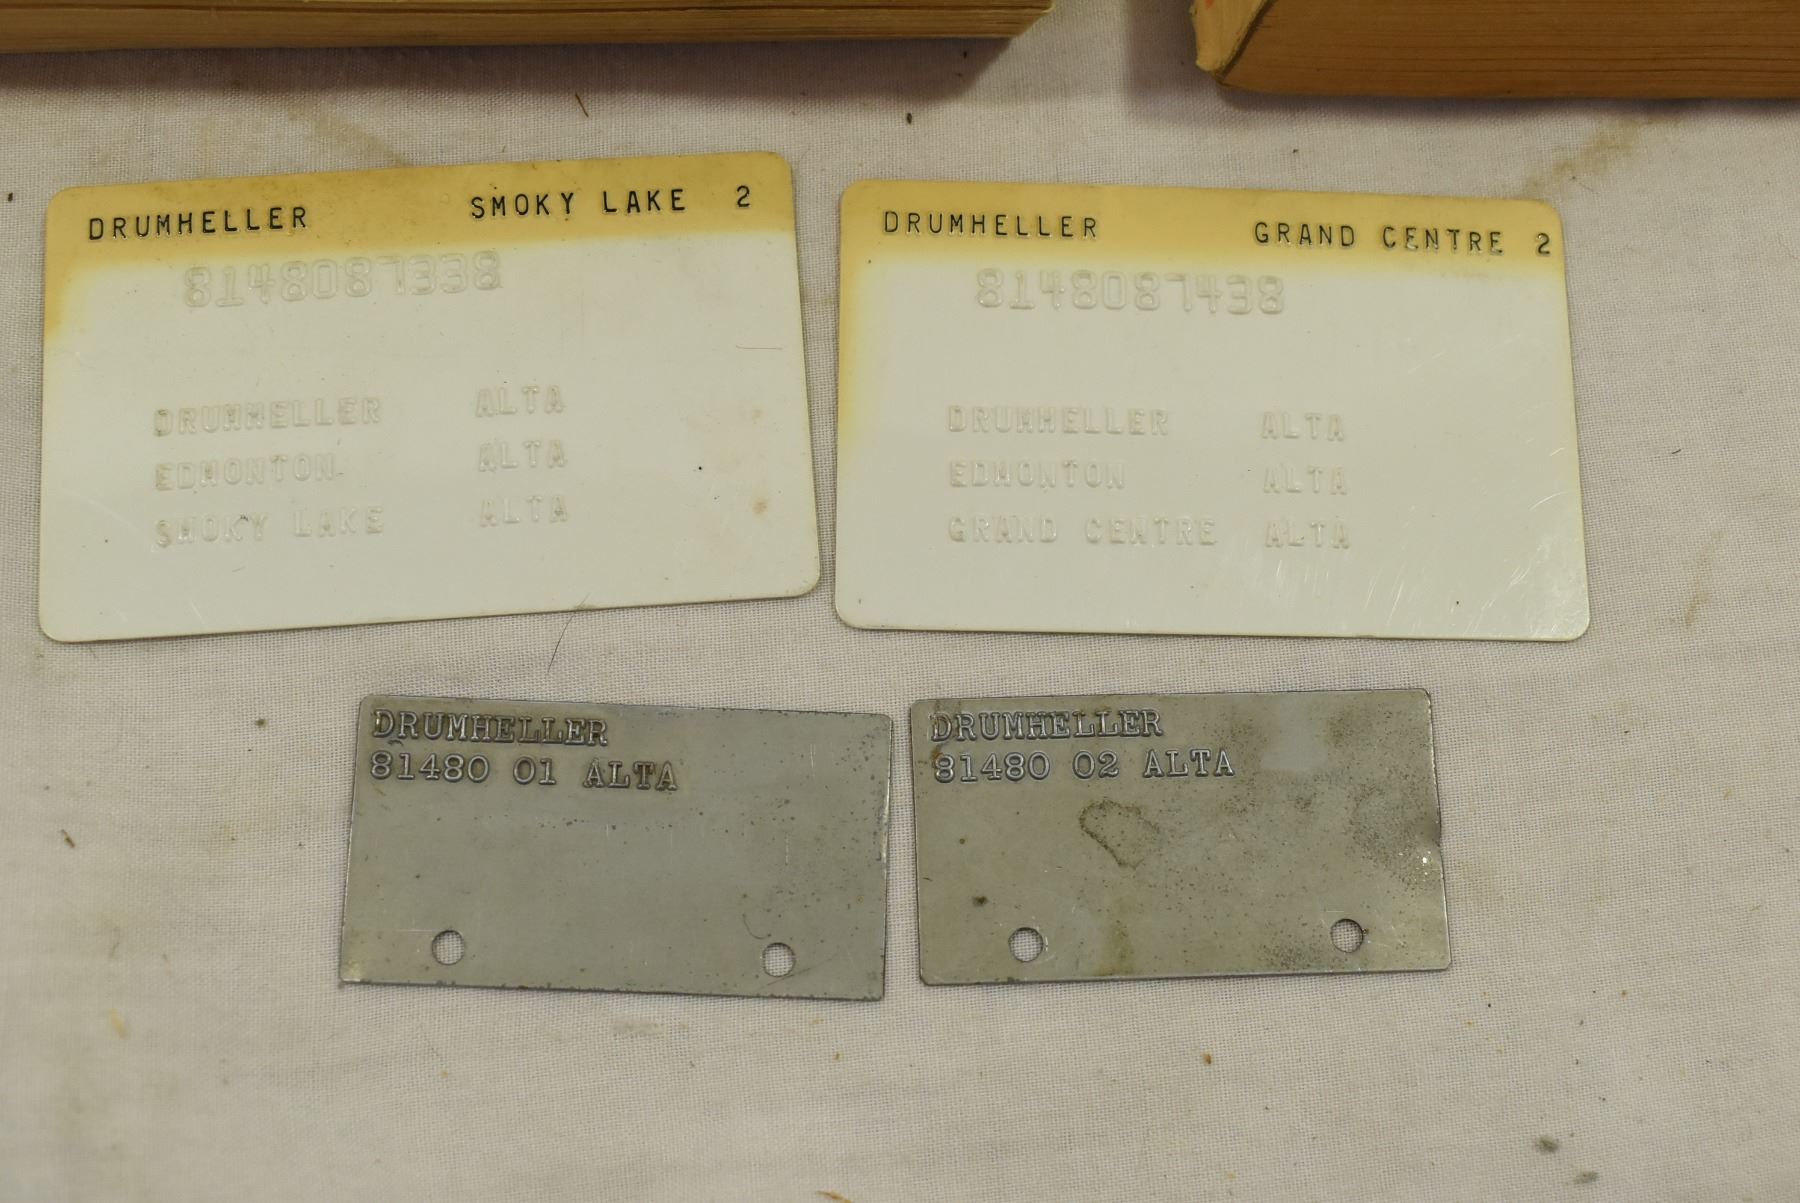 DRUMHELLER SMOKY LAKE 2
8148087338
DRUMHELLER ALTA
EDMONTON ALTA
SMOKY LAKE ALTA
DRUMHELLER GRAND CENTRE 2
8148087438
DRUMHELLER ALTA
EDMONTON ALTA
GRAND CENTRE ALTA
DRUMHELLER
81480 01 ALTA
DRUMHELLER
81480 02 ALTA